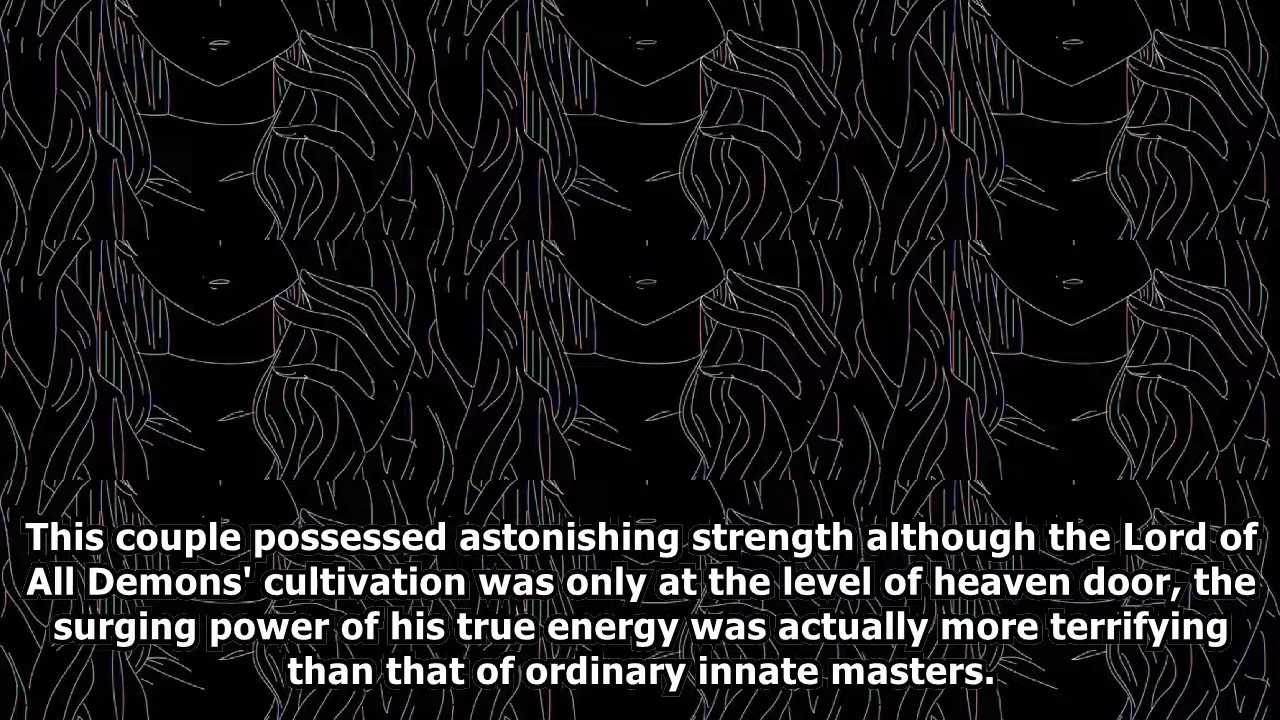 This couple possessed astonishing strength although the Lord of
All Demons' cultivation was only at the level of heaven door, the
surging power of his true energy was actually more terrifying
than that of ordinary innate masters.